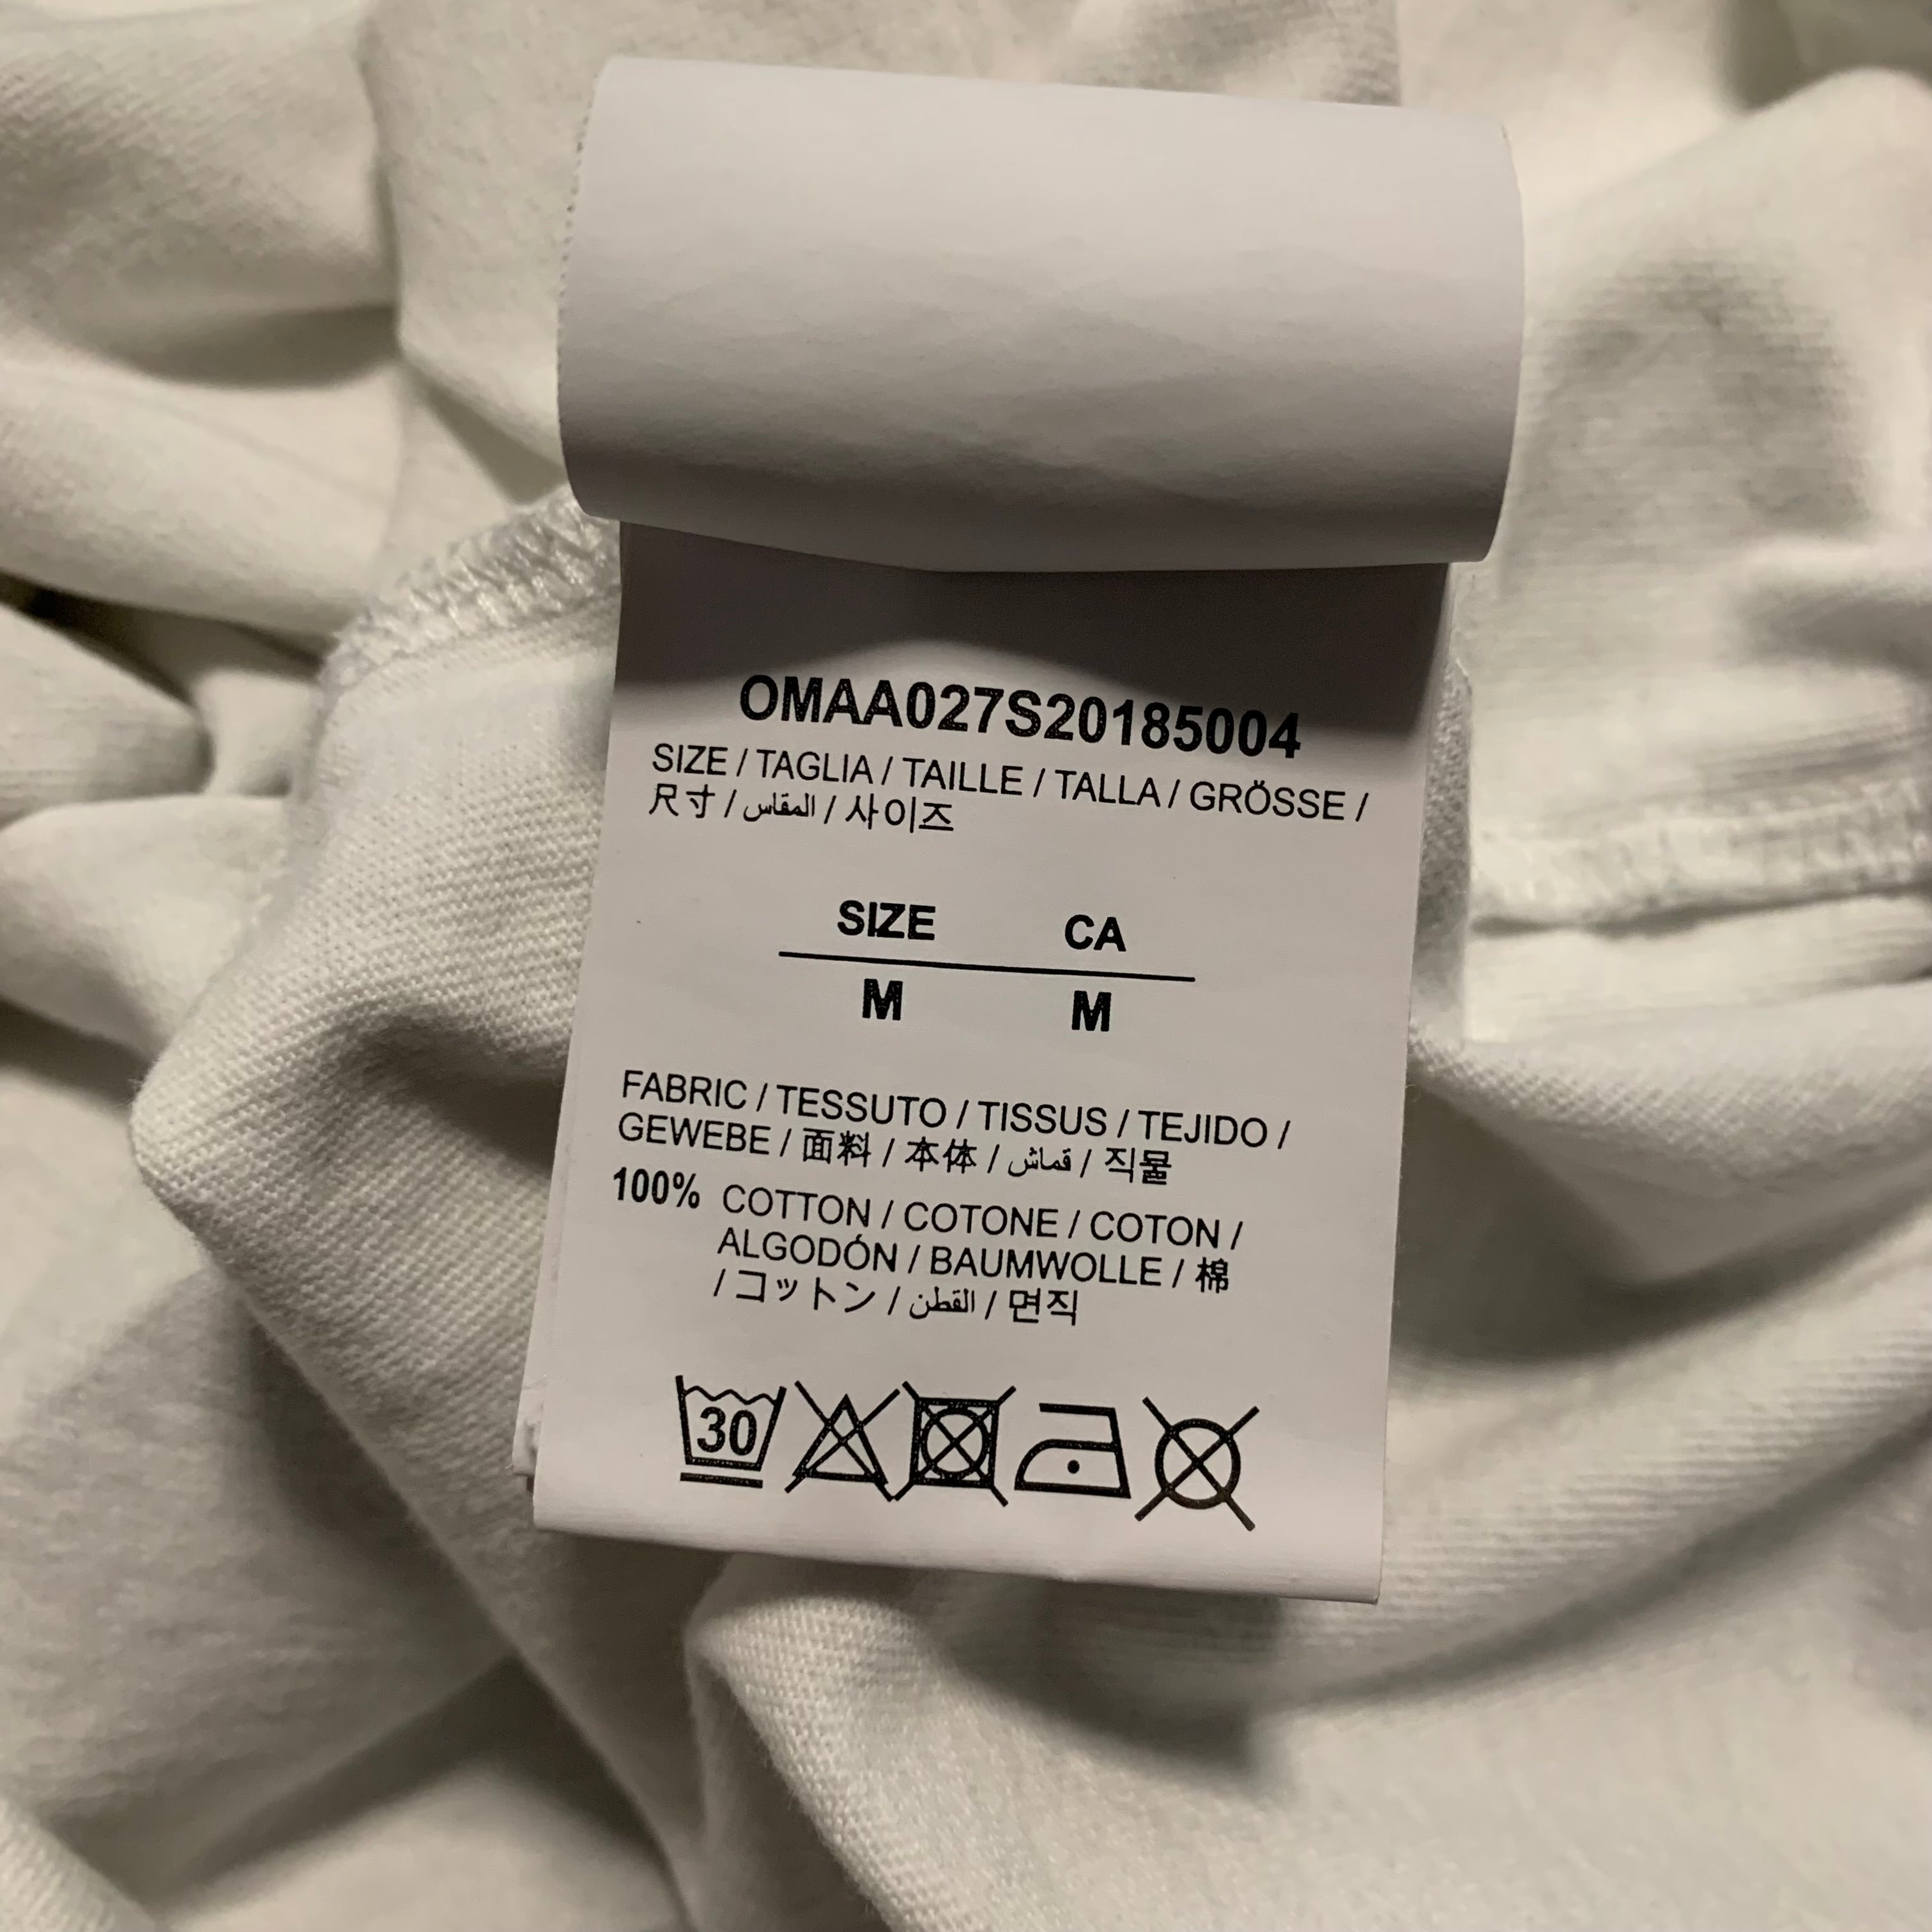 OMAA027S20185004
SIZE / TAGLIA / TAILLE / TALLA / GRÖSSE /
尺寸 / المقاس / 사이즈
SIZE CA
M M
FABRIC / TESSUTO / TISSUS / TEJIDO /
GEWEBE / 面料 / 本体 / قماش / 직물
100% COTTON / COTONE / COTON /
ALGODÓN / BAUMWOLLE / 棉
/ コットン / القطن / 면직
30